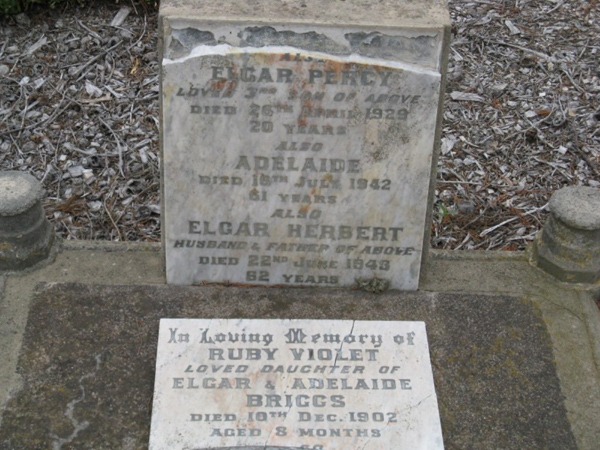 ALSO
ELGAR PERCY
LOVED 3RD SON OF ABOVE
DIED 26TH APRIL 1929
20 YEARS
ALSO
ADELAIDE
DIED 16TH JULY 1942
61 YEARS
ALSO
ELGAR HERBERT
HUSBAND & FATHER OF ABOVE
DIED 22ND JUNE 1943
62 YEARS
In Loving Memory of
RUBY VIOLET
LOVED DAUGHTER OF
ELGAR & ADELAIDE
BRIGGS
DIED 10TH DEC. 1902
AGED 8 MONTHS